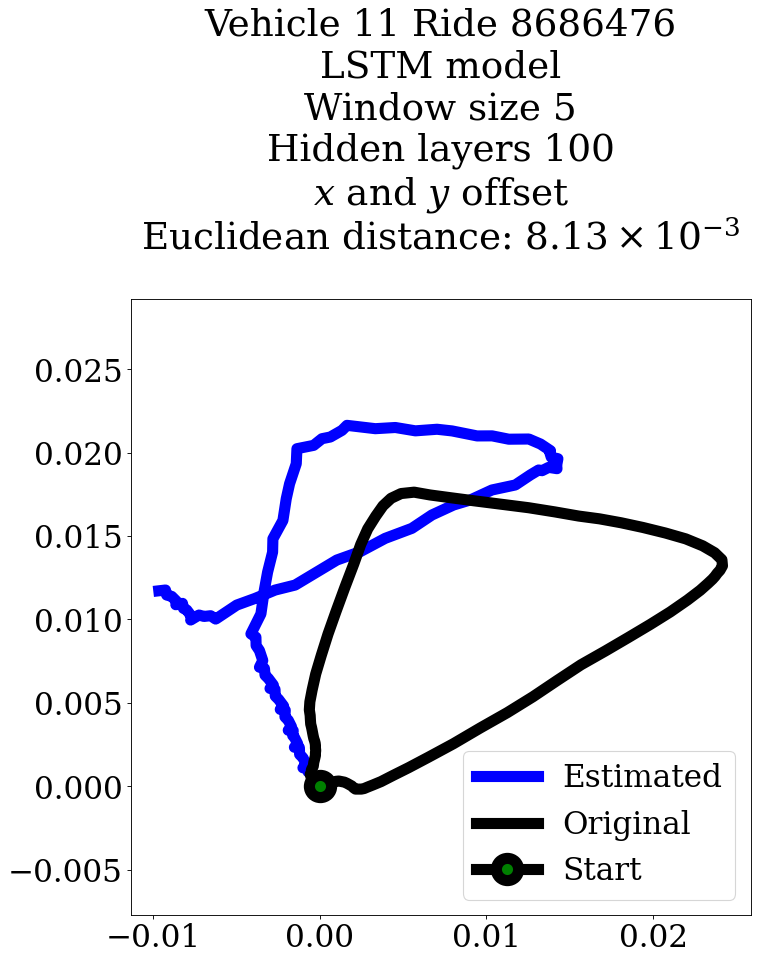 Vehicle 11 Ride 8686476
LSTM model
Window size 5
Hidden layers 100
x and y offset
Euclidean distance: 8.13 × 10⁻³
0.025
0.020
0.015
0.010
0.005
0.000
−0.005
−0.01 0.00 0.01 0.02
Estimated
Original
Start